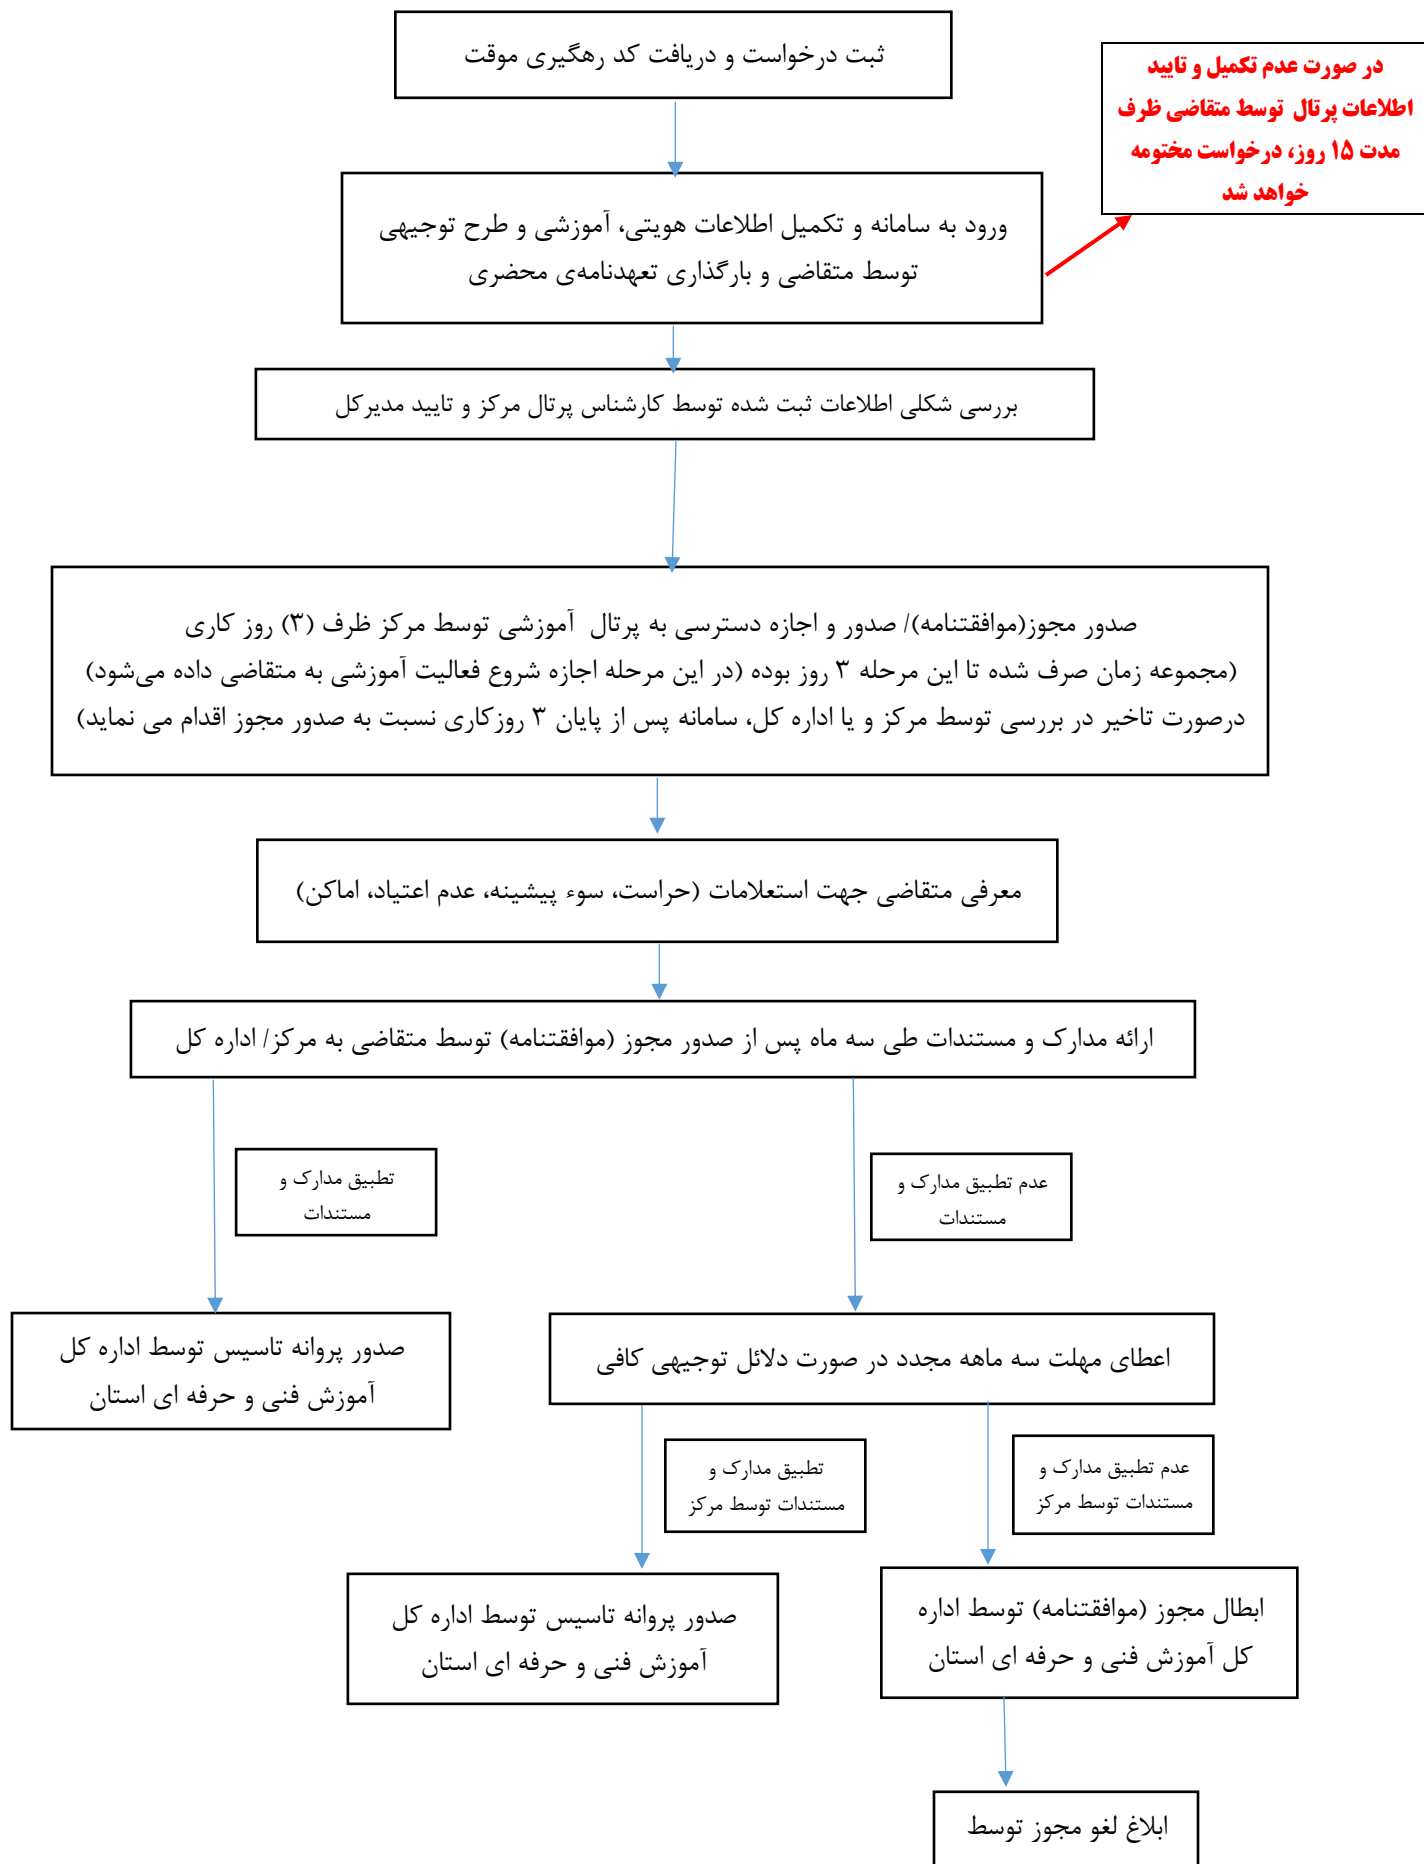 ثبت درخواست و دریافت کد رهگیری موقت
در صورت عدم تکمیل و تایید
اطلاعات پرتال توسط متقاضی ظرف
مدت ۱۵ روز، درخواست مختومه
خواهد شد
ورود به سامانه و تکمیل اطلاعات هویتی، آموزشی و طرح توجیهی
توسط متقاضی و بارگذاری تعهدنامه‌ی محضری
بررسی شکلی اطلاعات ثبت شده توسط کارشناس پرتال مرکز و تایید مدیرکل
صدور مجوز(موافقتنامه)/ صدور و اجازه دسترسی به پرتال آموزشی توسط مرکز ظرف (۳) روز کاری
(مجموعه زمان صرف شده تا این مرحله ۳ روز بوده (در این مرحله اجازه شروع فعالیت آموزشی به متقاضی داده می‌شود)
درصورت تاخیر در بررسی توسط مرکز و یا اداره کل، سامانه پس از پایان ۳ روزکاری نسبت به صدور مجوز اقدام می نماید)
معرفی متقاضی جهت استعلامات (حراست، سوء پیشینه، عدم اعتیاد، اماکن)
ارائه مدارک و مستندات طی سه ماه پس از صدور مجوز (موافقتنامه) توسط متقاضی به مرکز/ اداره کل
عدم تطبیق مدارک و
مستندات
تطبیق مدارک و
مستندات
اعطای مهلت سه ماهه مجدد در صورت دلائل توجیهی کافی
صدور پروانه تاسیس توسط اداره کل
آموزش فنی و حرفه ای استان
عدم تطبیق مدارک و
مستندات توسط مرکز
تطبیق مدارک و
مستندات توسط مرکز
ابطال مجوز (موافقتنامه) توسط اداره
کل آموزش فنی و حرفه ای استان
صدور پروانه تاسیس توسط اداره کل
آموزش فنی و حرفه ای استان
ابلاغ لغو مجوز توسط